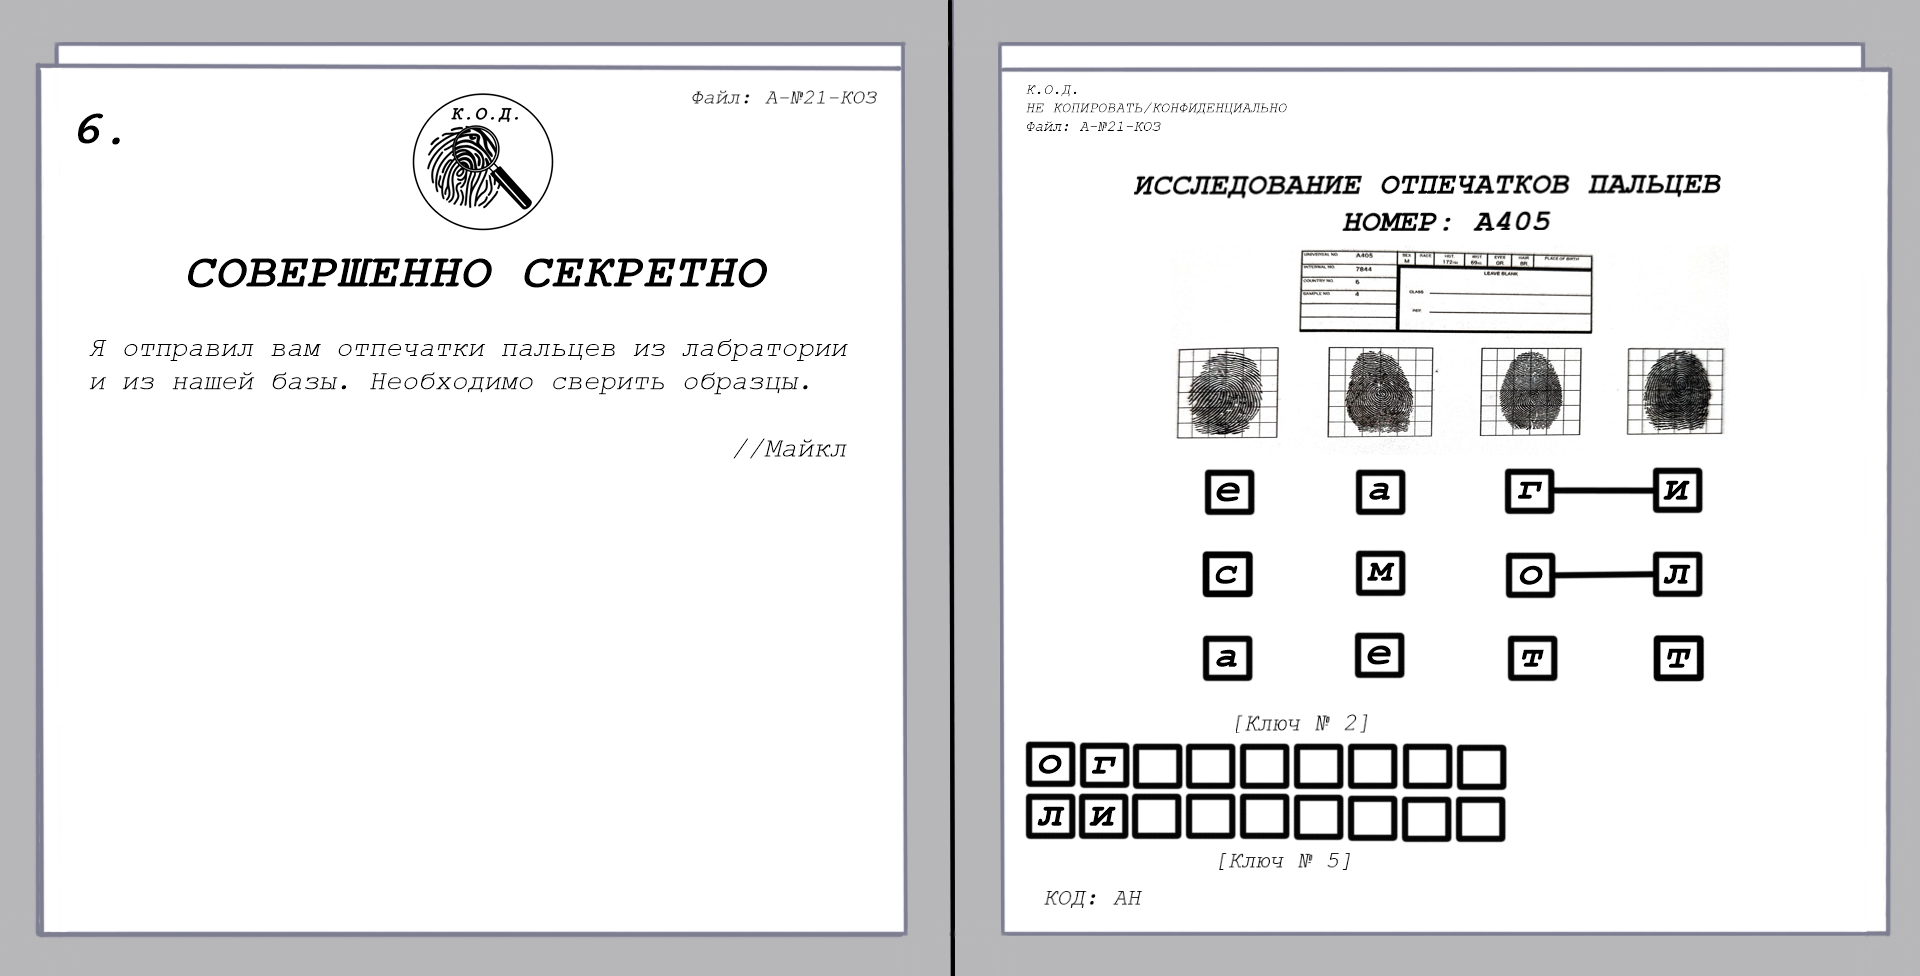 Файл: А-№21-КОЗ
6.
К.О.Д.
СОВЕРШЕННО СЕКРЕТНО
Я отправил вам отпечатки пальцев из лабратории
и из нашей базы. Необходимо сверить образцы.
//Майкл
К.О.Д.
НЕ КОПИРОВАТЬ/КОНФИДЕНЦИАЛЬНО
Файл: А-№21-КОЗ
ИССЛЕДОВАНИЕ ОТПЕЧАТКОВ ПАЛЬЦЕВ
НОМЕР: А405
UNIVERSAL NO. A405 SEX RACE HGT. WGT EYES HAIR PLACE OF BIRTH
M 172 69 BR
INTERNAL NO. 7844 LEAVE BLANK
COUNTRY NO. 6
SAMPLE NO. 4 CLASS
REF.
е а г и
с м о л
а е т т
[Ключ № 2]
о г
л и
[Ключ № 5]
КОД: АН